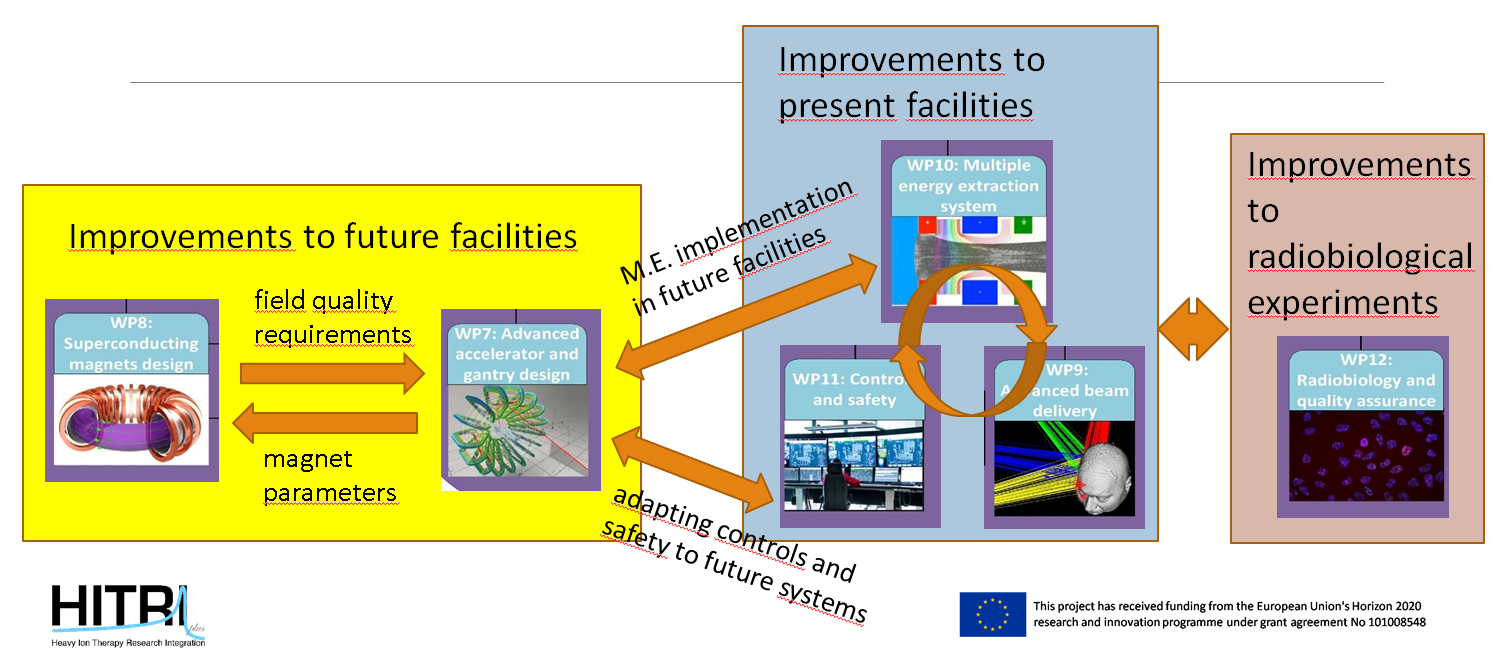 Improvements to future facilities
WP8:
Superconducting
magnets design
field quality
requirements
magnet
parameters
WP7: Advanced
accelerator and
gantry design
M.E. implementation
in future facilities
adapting controls and
safety to future systems
Improvements to
present facilities
WP10: Multiple
energy extraction
system
WP11: Control
and safety
WP9:
Advanced beam
delivery
Improvements
to
radiobiological
experiments
WP12:
Radiobiology and
quality assurance
HITRI
plus
Heavy Ion Therapy Research Integration
This project has received funding from the European Union's Horizon 2020
research and innovation programme under grant agreement No 101008548